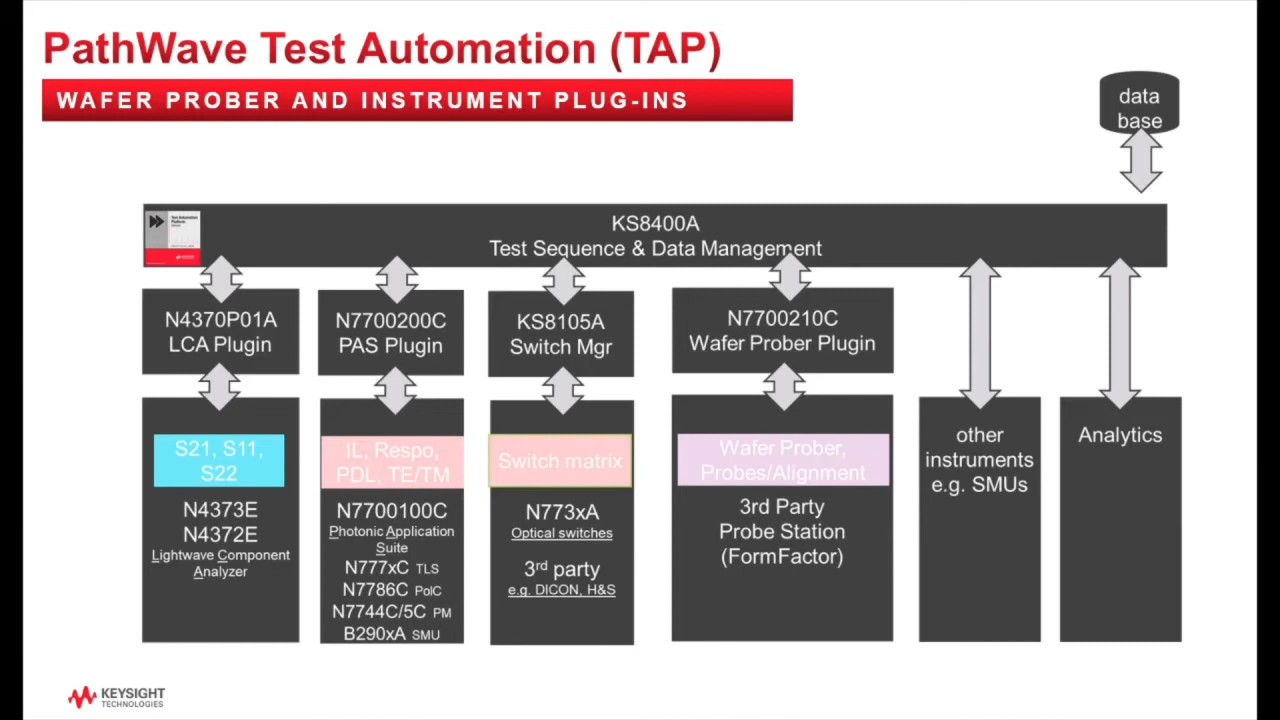 PathWave Test Automation (TAP)
WAFER PROBER AND INSTRUMENT PLUG-INS
data
base
KS8400A
Test Sequence & Data Management
Test Automation
Platform
KEYSIGHT
N4370P01A
LCA Plugin
N7700200C
PAS Plugin
KS8105A
Switch Mgr
N7700210C
Wafer Prober Plugin
S21, S11,
S22
N4373E
N4372E
Lightwave Component
Analyzer
IL, Respo,
PDL, TE/TM
N7700100C
Photonic Application
Suite
N777xC TLS
N7786C PolC
N7744C/5C PM
B290xA SMU
Switch matrix
N773xA
Optical switches
3rd party
e.g. DICON, H&S
Wafer Prober,
Probes/Alignment
3rd Party
Probe Station
(FormFactor)
other
instruments
e.g. SMUs
Analytics
KEYSIGHT
TECHNOLOGIES